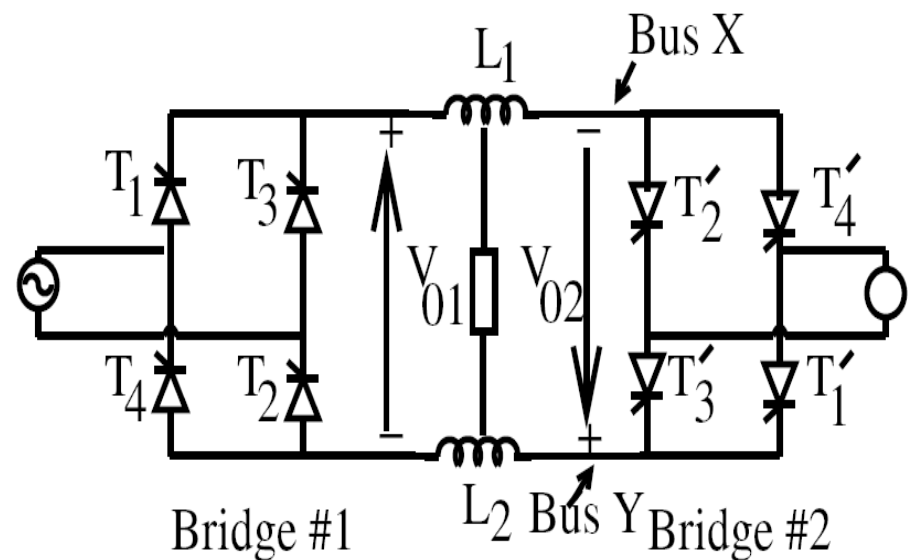 Bus X
L1
+
−
T1
T3
T2′
T4′
V01
V02
T4
T2
T3′
T1′
−
+
L2
Bus Y
Bridge #1
Bridge #2